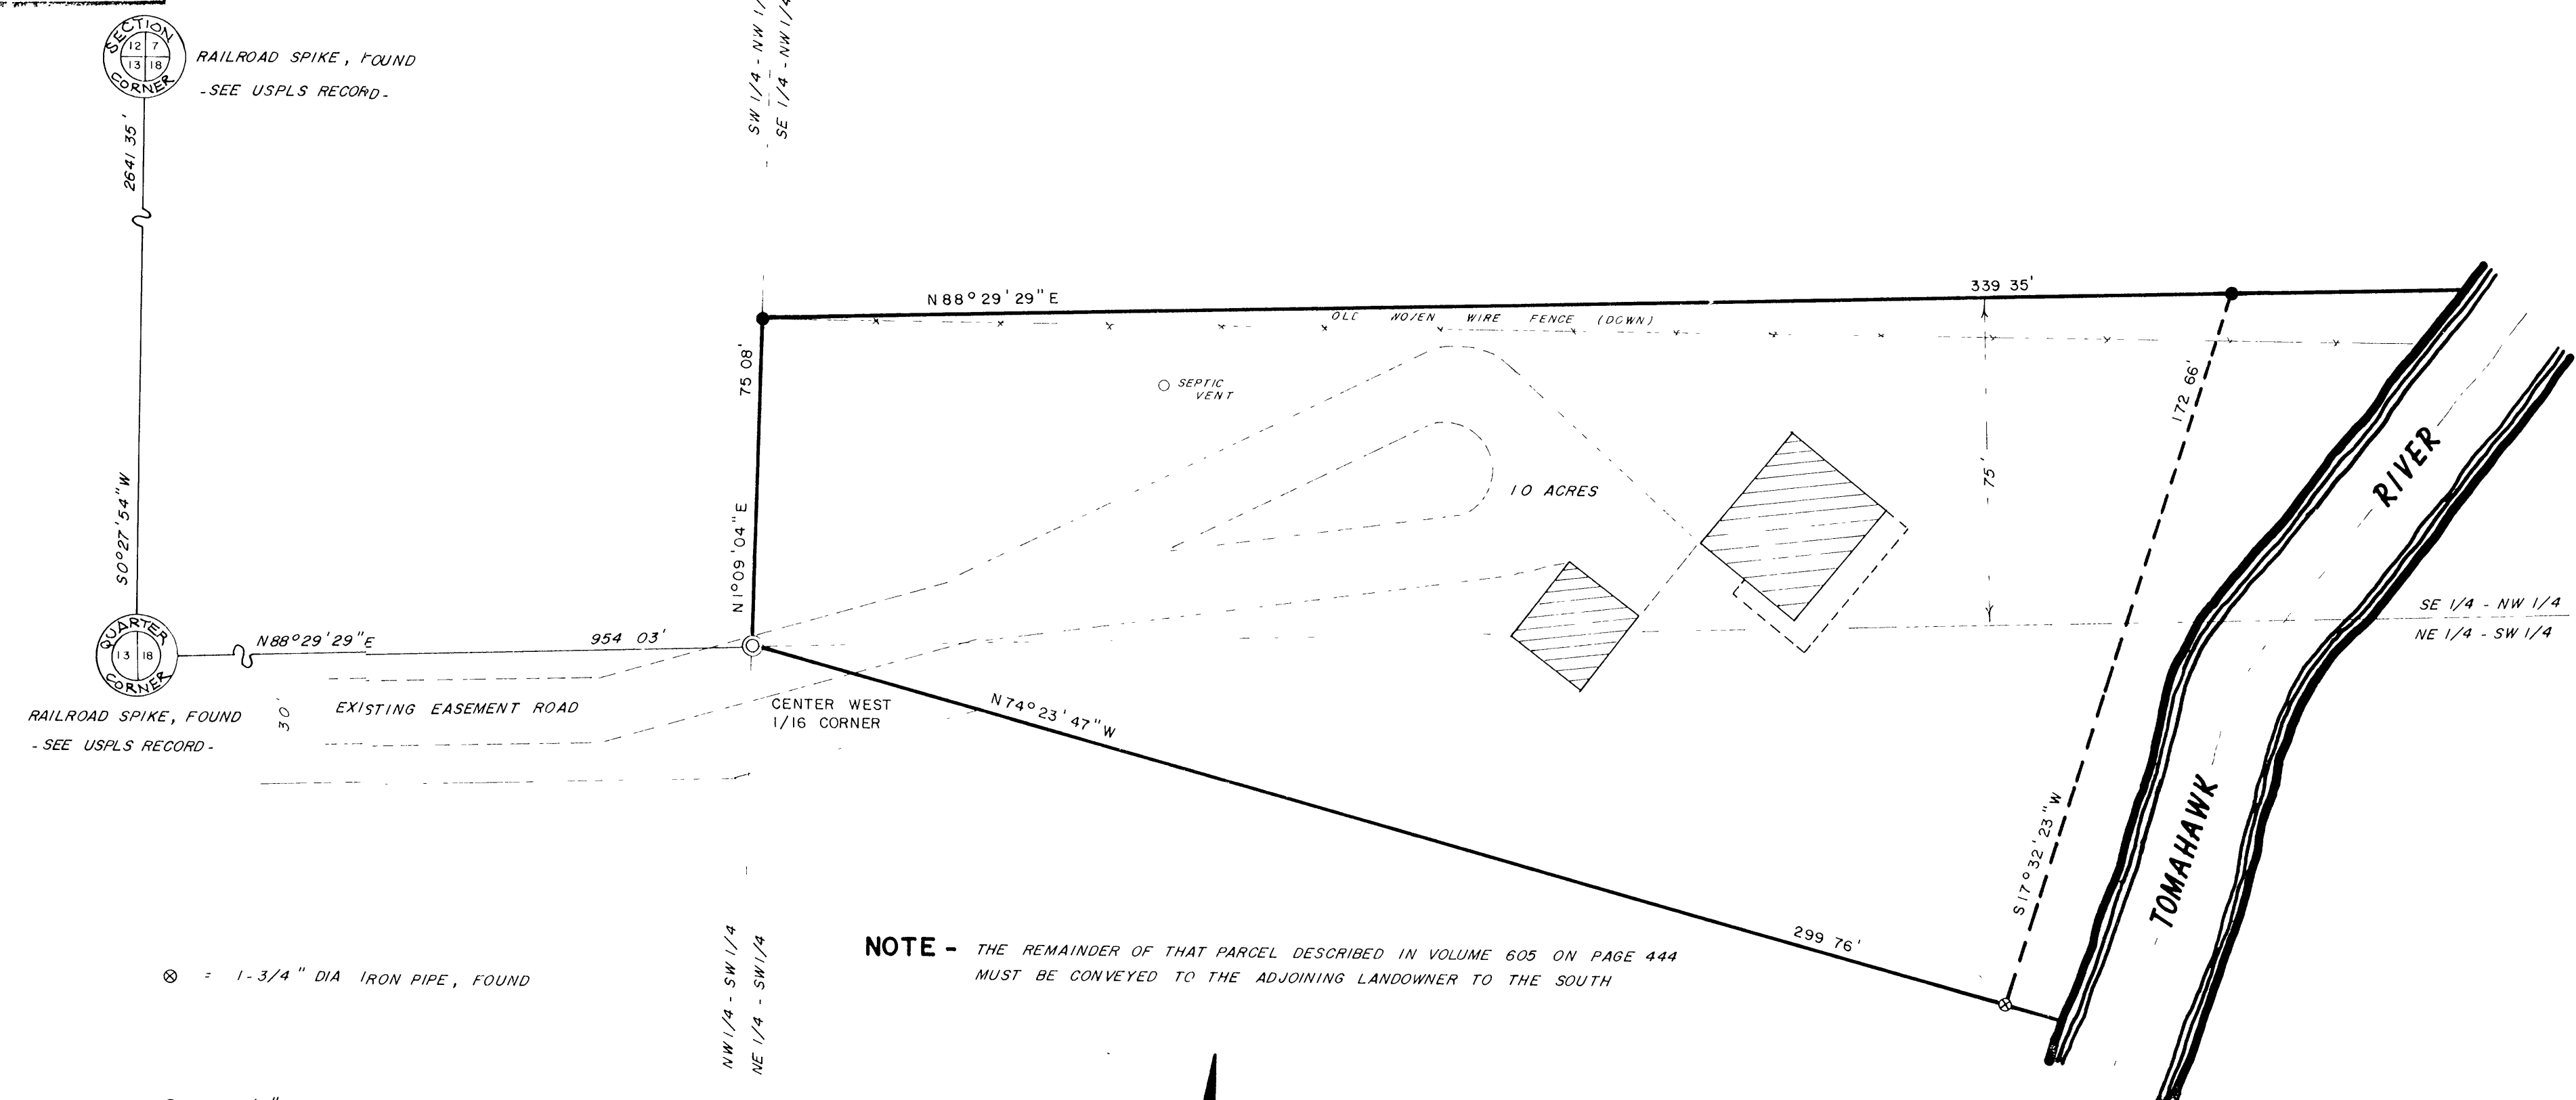 SECTION
12 7
13 18
CORNER
RAILROAD SPIKE, FOUND
- SEE USPLS RECORD -
2641 35'
S0°27'54"W
SW 1/4 - NW 1/
SE 1/4 - NW 1/4
N88°29'29"E
339 35'
OLD WOVEN WIRE FENCE (DOWN)
75 08'
N1°09'04"E
SEPTIC
VENT
10 ACRES
75'
172 66'
S17°32'23"W
RIVER
TOMAHAWK
SE 1/4 - NW 1/4
NE 1/4 - SW 1/4
QUARTER
13 18
CORNER
N88°29'29"E
954 03'
RAILROAD SPIKE, FOUND
- SEE USPLS RECORD -
30'
EXISTING EASEMENT ROAD
CENTER WEST
1/16 CORNER
N74°23'47"W
299 76'
NW 1/4 - SW 1/4
NE 1/4 - SW 1/4
NOTE - THE REMAINDER OF THAT PARCEL DESCRIBED IN VOLUME 605 ON PAGE 444
MUST BE CONVEYED TO THE ADJOINING LANDOWNER TO THE SOUTH
= 1-3/4" DIA IRON PIPE, FOUND